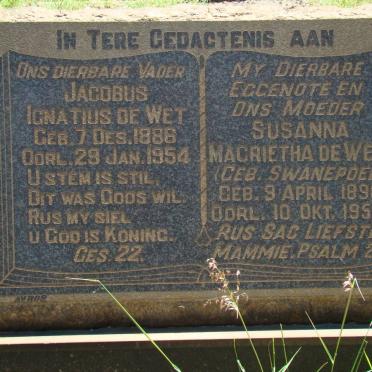 IN TERE GEDAGTENIS AAN
ONS DIERBARE VADER
JACOBUS
IGNATIUS DE WET
GEB. 7 DES. 1886
OORL. 29 JAN. 1954
U STEM IS STIL,
DIT WAS GODS WIL.
RUS MY SIEL
U GOD IS KONING.
GES. 22.
MY DIERBARE
EGGENOTE EN
ONS MOEDER
SUSANNA
MAGRIETHA DE WE
(GEB. SWANEPOE
GEB. 9 APRIL 189
OORL. 10 OKT. 195
RUS SAG LIEFST
MAMMIE. PSALM